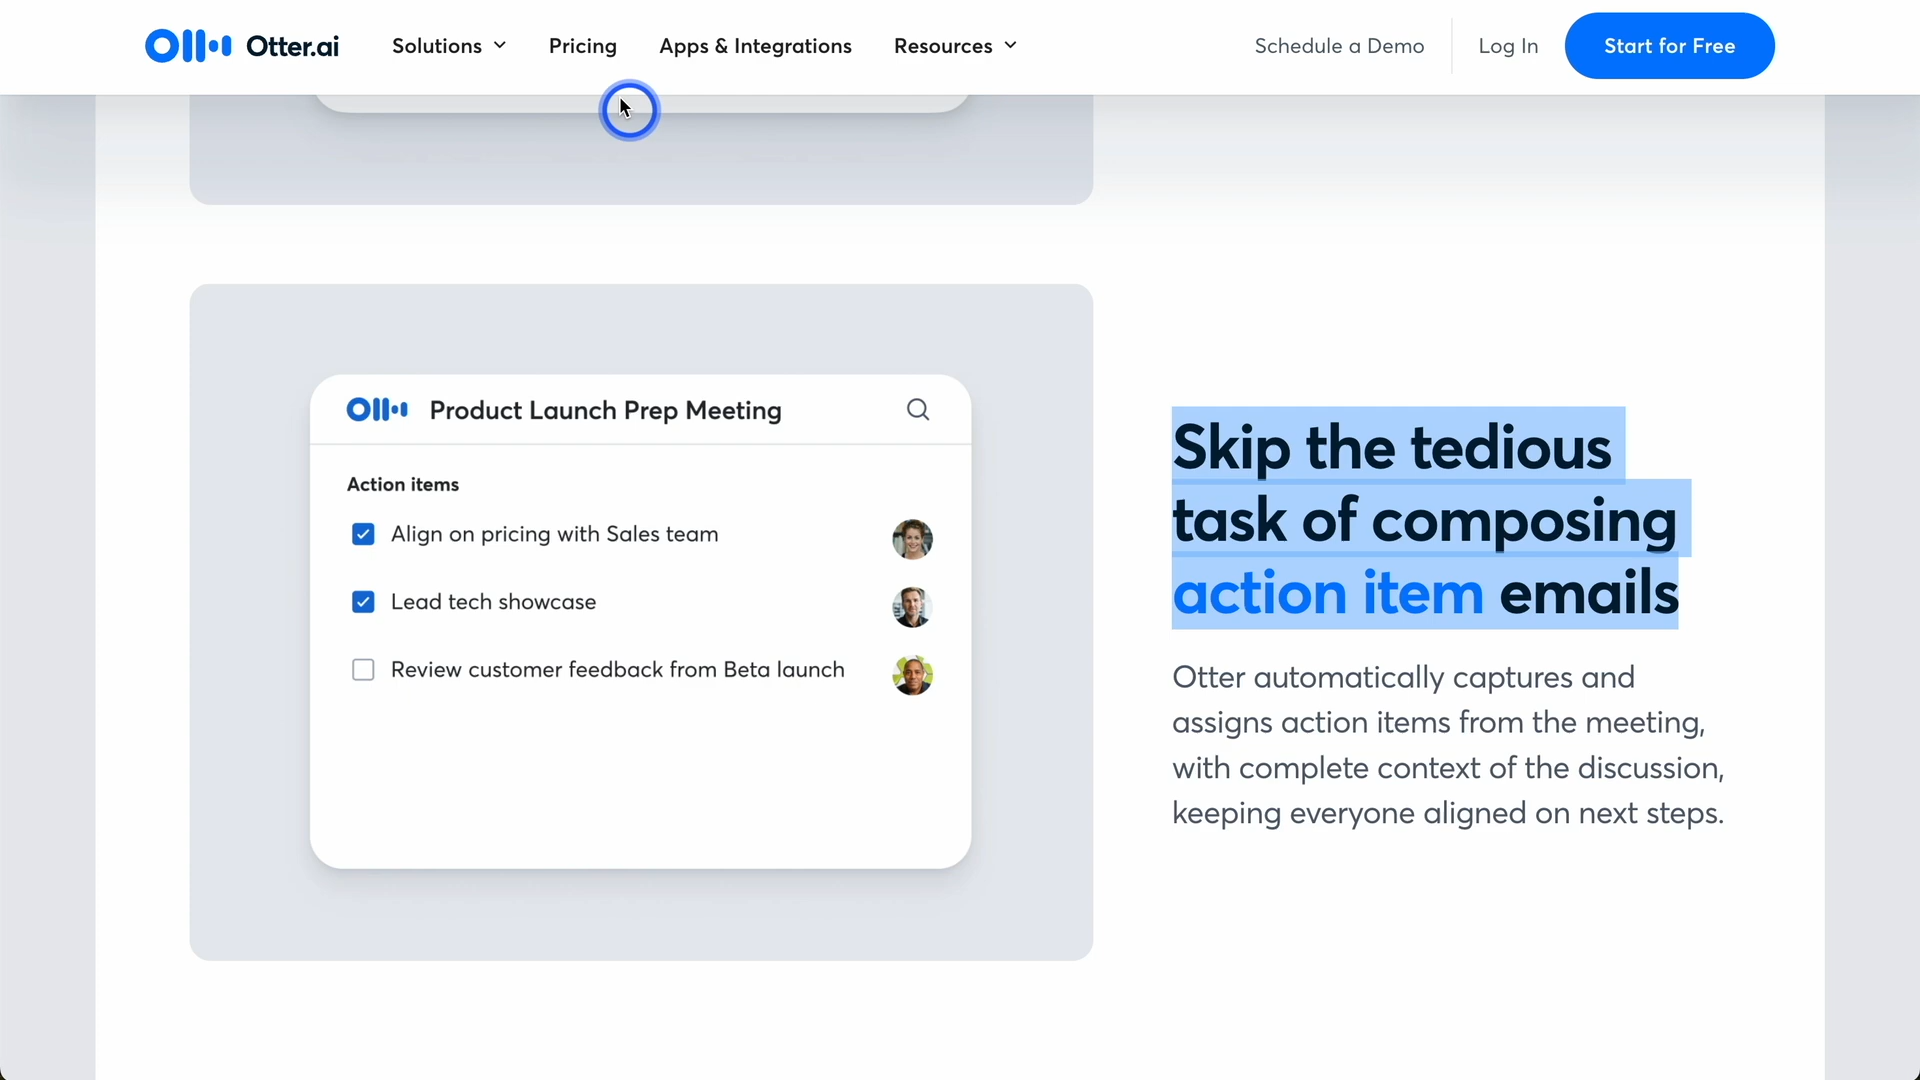 Otter.ai
Solutions
Pricing
Apps & Integrations
Resources
Schedule a Demo
Log In
Start for Free
Product Launch Prep Meeting
Action items
Align on pricing with Sales team
Lead tech showcase
Review customer feedback from Beta launch
Skip the tedious
task of composing
action item emails
Otter automatically captures and
assigns action items from the meeting,
with complete context of the discussion,
keeping everyone aligned on next steps.